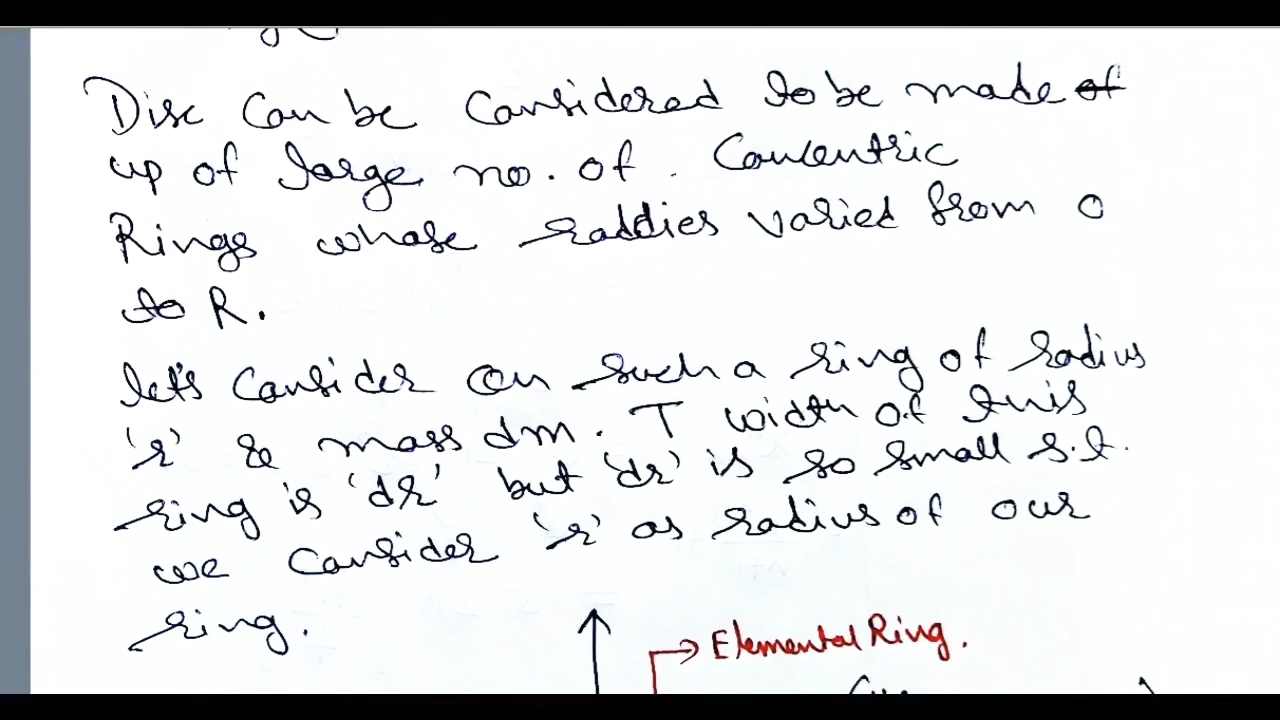 Disc Can be Considered to be made of
up of large no. of Concentric
Rings whose raddies varied from 0
to R.
let's Consider on such a ring of radius
'r' & mass dm. T width of this
ring is 'dr' but 'dr' is so small s.t.
we Consider 'r' as radius of our
ring.
Elemental Ring.